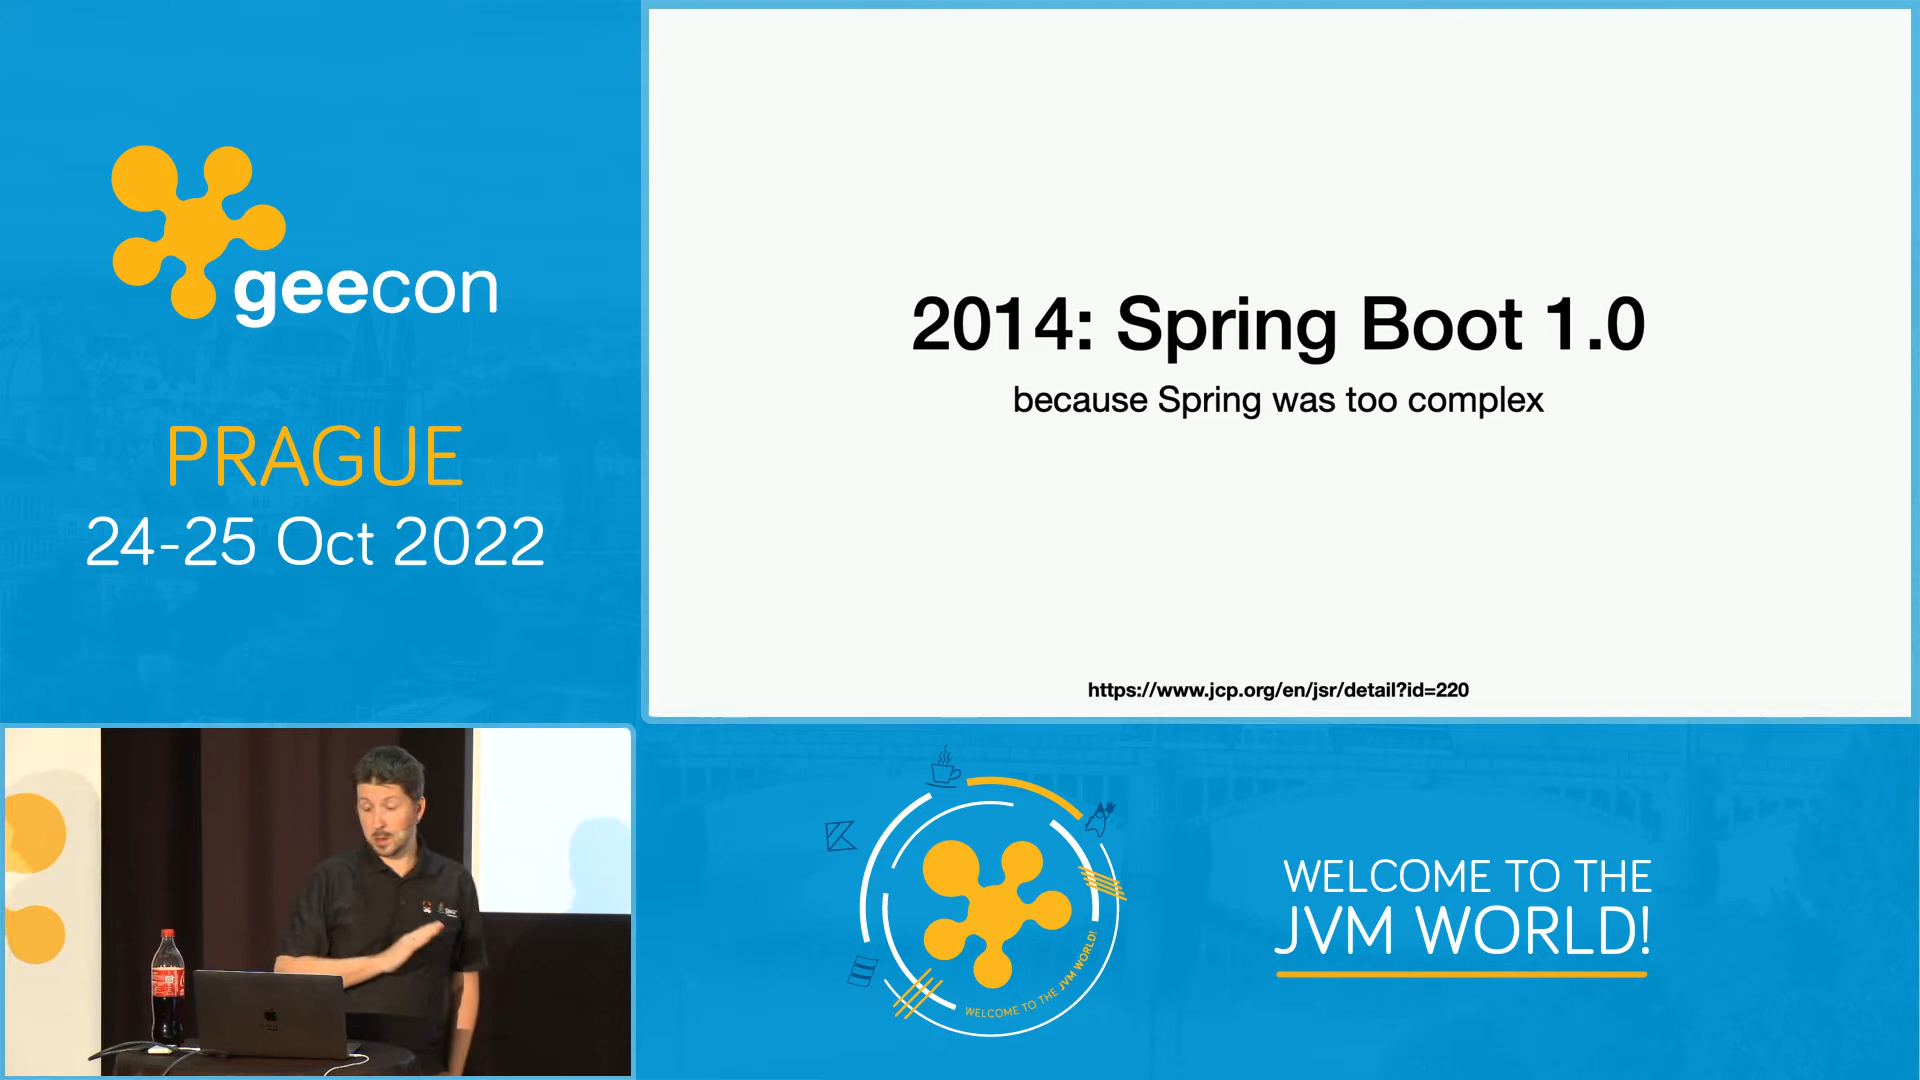 geecon
PRAGUE
24-25 Oct 2022
2014: Spring Boot 1.0
because Spring was too complex
https://www.jcp.org/en/jsr/detail?id=220
WELCOME TO THE JVM WORLD!
WELCOME TO THE
JVM WORLD!